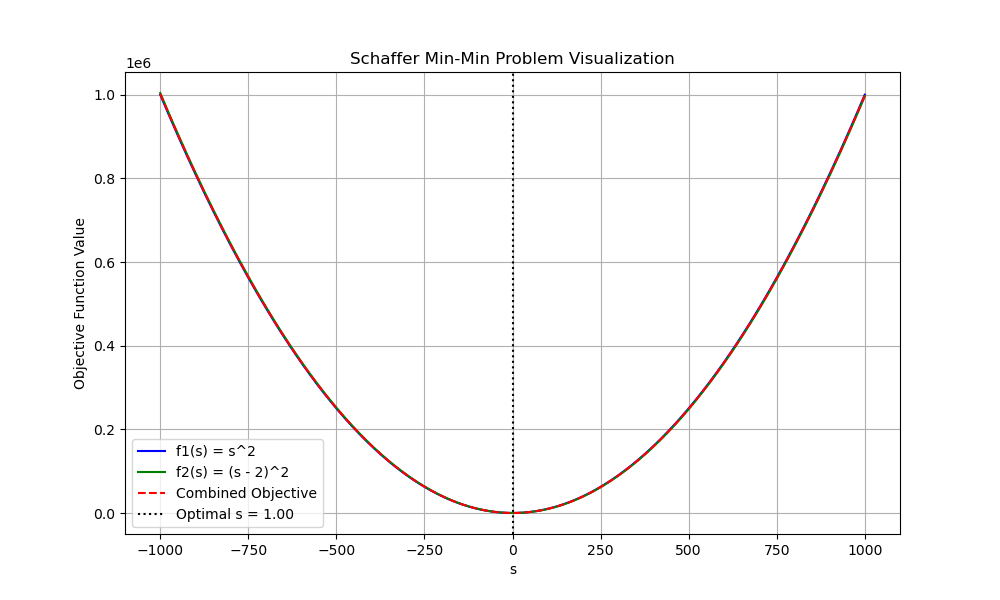 Schaffer Min-Min Problem Visualization
1e6
1.0
0.8
0.6
0.4
0.2
0.0
Objective Function Value
f1(s) = s^2
f2(s) = (s - 2)^2
Combined Objective
Optimal s = 1.00
−1000 −750 −500 −250 0 250 500 750 1000
s